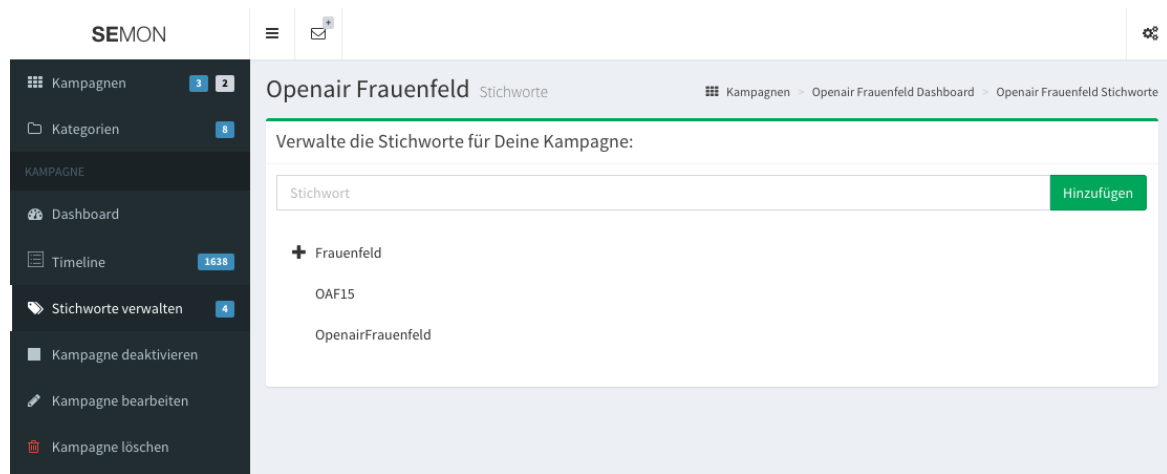 SEMON
+
Kampagnen 3 2
Kategorien 8
KAMPAGNE
Dashboard
Timeline 1638
Stichworte verwalten 4
Kampagne deaktivieren
Kampagne bearbeiten
Kampagne löschen
Openair Frauenfeld Stichworte
Kampagnen > Openair Frauenfeld Dashboard > Openair Frauenfeld Stichworte
Verwalte die Stichworte für Deine Kampagne:
Stichwort Hinzufügen
Frauenfeld
OAF15
OpenairFrauenfeld